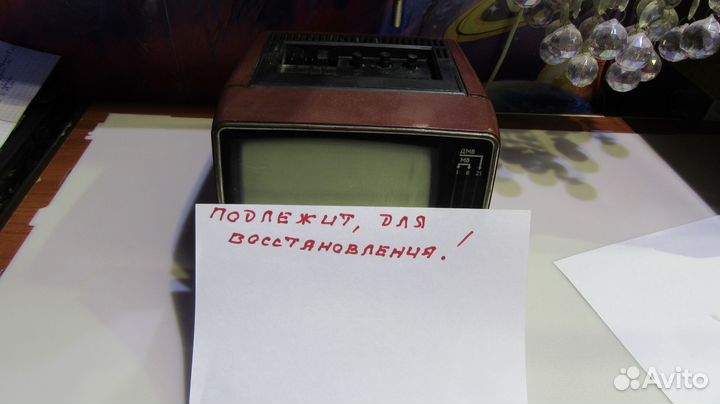 ДМВ
МВ
1 6 21
ПОДЛЕЖИТ, ДЛЯ
ВОССТАНОВЛЕНИЯ.!
Avito